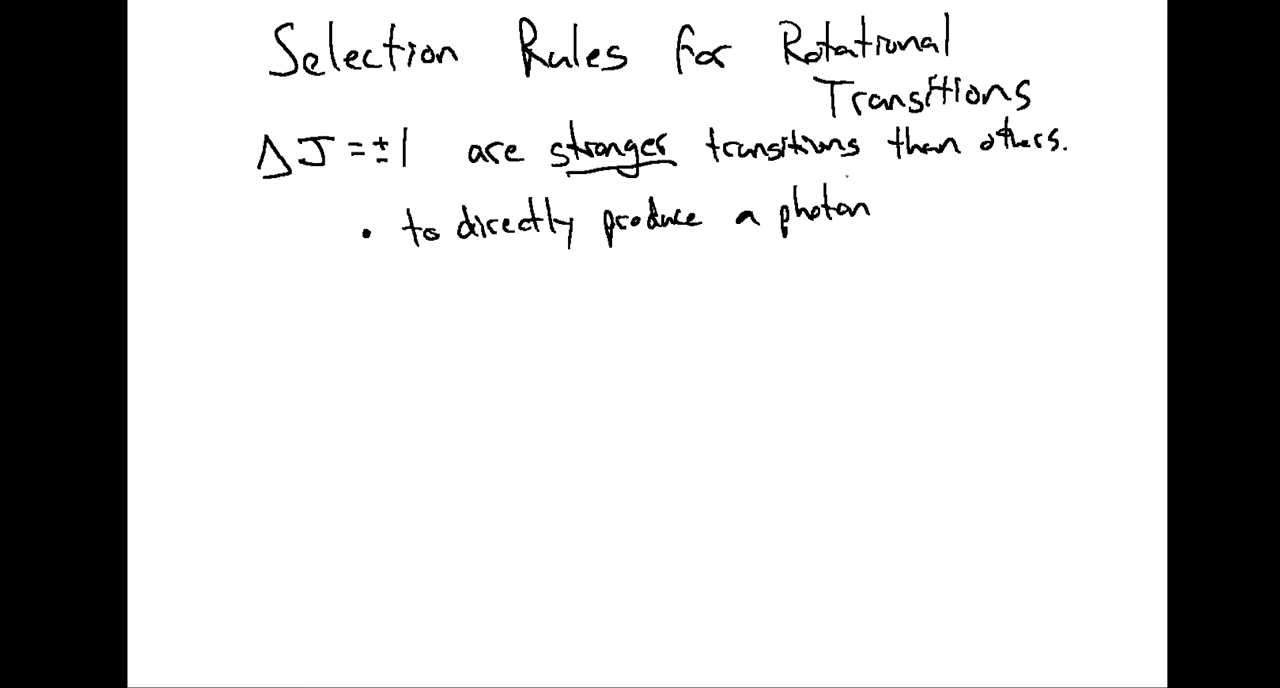 Selection Rules for Rotational
Transitions
ΔJ = ±1 are stronger transitions than others.
• to directly produce a photon